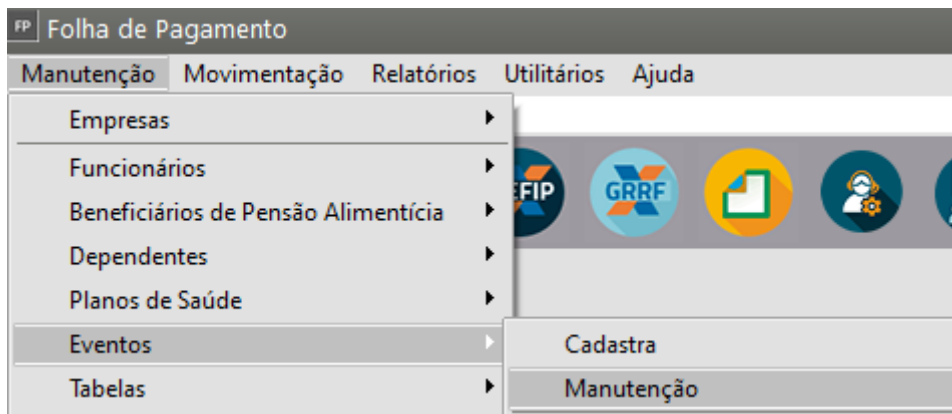 FP Folha de Pagamento
Manutenção Movimentação Relatórios Utilitários Ajuda
Empresas
Funcionários
EFIP GRRF
Beneficiários de Pensão Alimentícia
Dependentes
Planos de Saúde
Eventos Cadastra
Tabelas Manutenção